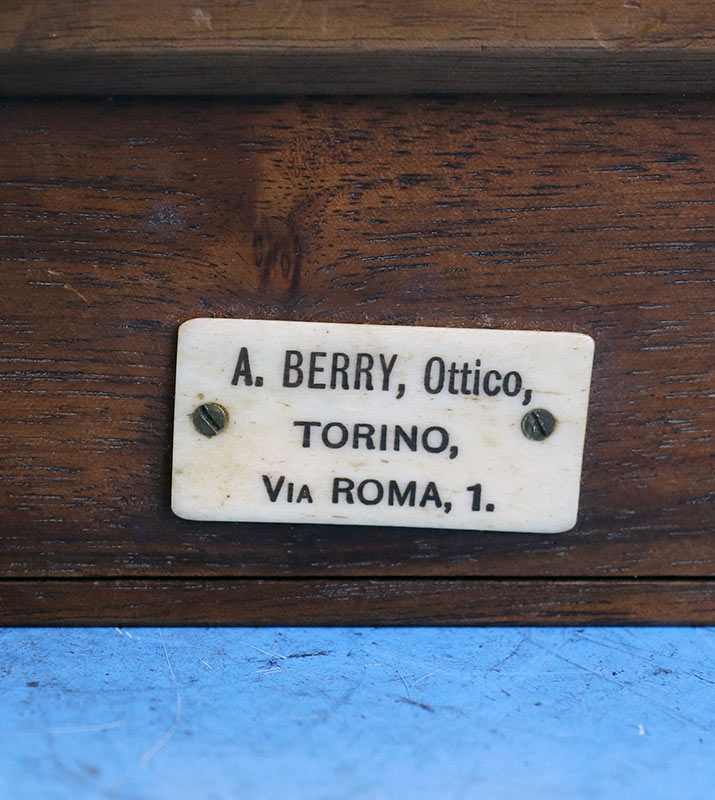 A. BERRY, Ottico,
TORINO,
VIA ROMA, 1.